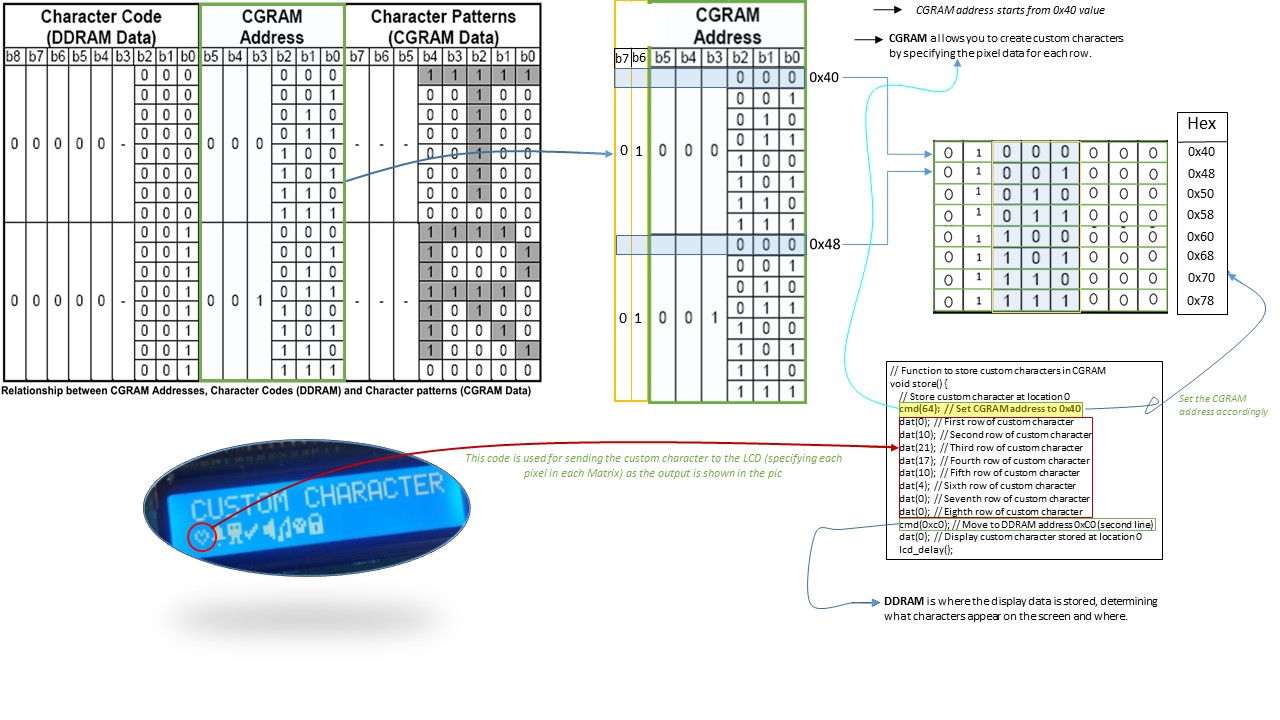 Character Code
(DDRAM Data)
CGRAM
Address
Character Patterns
(CGRAM Data)
b8 b7 b6 b5 b4 b3 b2 b1 b0 b5 b4 b3 b2 b1 b0 b7 b6 b5 b4 b3 b2 b1 b0
0 0 0 0 0 0 1 1 1 1 1
0 0 0 0 0 1 0 0 1 0 0
0 0 0 0 1 0 0 0 1 0 0
0 0 0 0 1 1 0 0 1 0 0
0 0 0 0 0 - 0 0 0 - - -
0 0 0 1 0 0 0 0 1 0 0
0 0 0 1 0 1 0 0 1 0 0
0 0 0 1 1 0 0 0 1 0 0
0 0 0 1 1 1 0 0 0 0 0
0 0 1 0 0 0 1 1 1 1 0
0 0 1 0 0 1 1 0 0 0 1
0 0 1 0 1 0 1 0 0 0 1
0 0 1 0 1 1 1 1 1 1 0
0 0 0 0 0 - 0 0 1 - - -
0 0 1 1 0 0 1 0 1 0 0
0 0 1 1 0 1 1 0 0 1 0
0 0 1 1 1 0 1 0 0 0 1
0 0 1 1 1 1 0 0 0 0 0
Relationship between CGRAM Addresses, Character Codes (DDRAM) and Character patterns (CGRAM Data)
CGRAM
Address
b7 b6 b5 b4 b3 b2 b1 b0
0 0 0 0x40
0 0 1
0 1 0
0 1 1
0 1 0 0 0
1 0 0
1 0 1
1 1 0
1 1 1
0 0 0 0x48
0 0 1
0 1 0
0 1 1
0 1 0 0 1
1 0 0
1 0 1
1 1 0
1 1 1
CGRAM address starts from 0x40 value
CGRAM allows you to create custom characters
by specifying the pixel data for each row.
Hex
0 1 0 0 0 0 0 0 0x40
0 1 0 0 1 0 0 0 0x48
0 1 0 1 0 0 0 0 0x50
0 1 0 1 1 0 0 0 0x58
0 1 1 0 0 0 0 0 0x60
0 1 1 0 1 0 0 0 0x68
0 1 1 1 0 0 0 0 0x70
0 1 1 1 1 0 0 0 0x78
// Function to store custom characters in CGRAM
void store() {
// Store custom character at location 0
cmd(64); // Set CGRAM address to 0x40
dat(0); // First row of custom character
dat(10); // Second row of custom character
dat(21); // Third row of custom character
dat(17); // Fourth row of custom character
dat(10); // Fifth row of custom character
dat(4); // Sixth row of custom character
dat(0); // Seventh row of custom character
dat(0); // Eighth row of custom character
cmd(0xc0); // Move to DDRAM address 0xC0 (second line)
dat(0); // Display custom character stored at location 0
lcd_delay();
Set the CGRAM
address accordingly
This code is used for sending the custom character to the LCD (specifying each
pixel in each Matrix) as the output is shown in the pic
CUSTOM CHARACTER
DDRAM is where the display data is stored, determining
what characters appear on the screen and where.